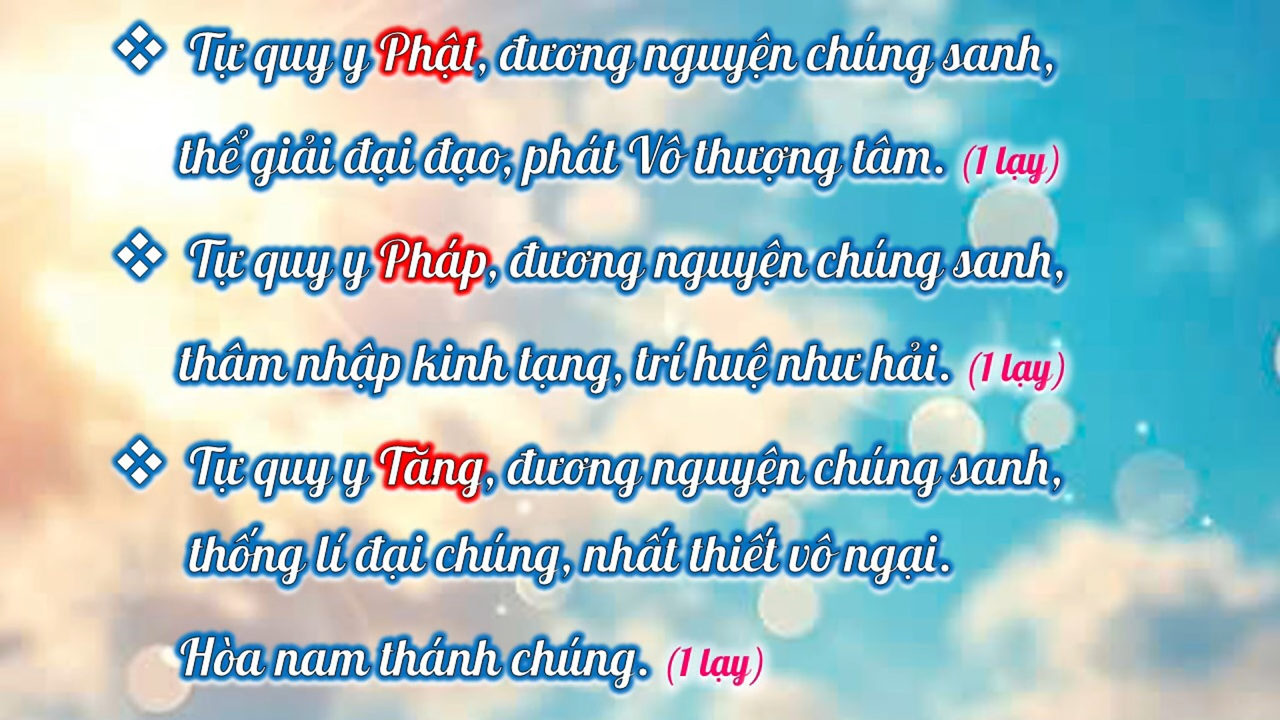 ❖ Tự quy y Phật, đương nguyện chúng sanh,
thể giải đại đạo, phát Vô thượng tâm. (1 lạy)
❖ Tự quy y Pháp, đương nguyện chúng sanh,
thâm nhập kinh tạng, trí huệ như hải. (1 lạy)
❖ Tự quy y Tăng, đương nguyện chúng sanh,
thống lí đại chúng, nhất thiết vô ngại.
Hòa nam thánh chúng. (1 lạy)